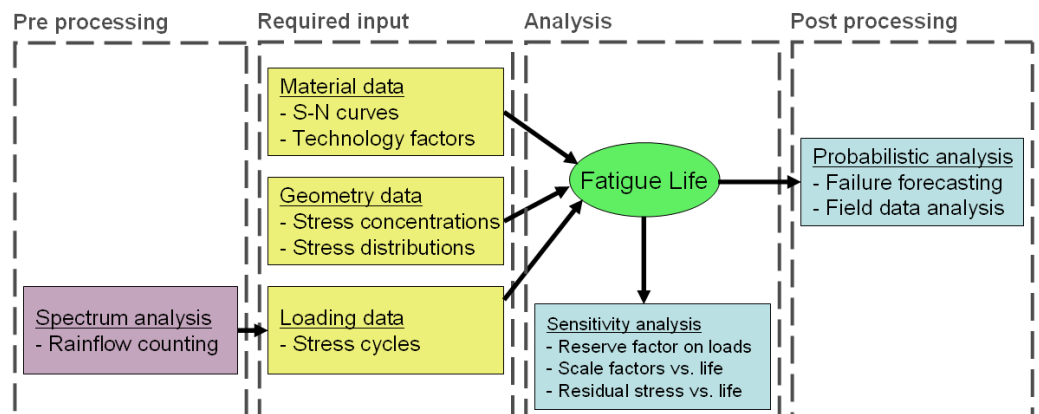 Pre processing
Required input
Analysis
Post processing
Material data
- S-N curves
- Technology factors
Geometry data
- Stress concentrations
- Stress distributions
Spectrum analysis
- Rainflow counting
Loading data
- Stress cycles
Fatigue Life
Sensitivity analysis
- Reserve factor on loads
- Scale factors vs. life
- Residual stress vs. life
Probabilistic analysis
- Failure forecasting
- Field data analysis